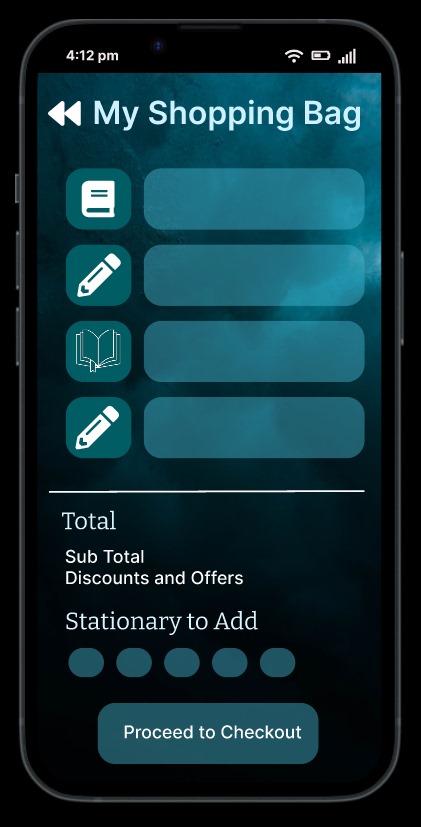 4:12 pm
My Shopping Bag
Total
Sub Total
Discounts and Offers
Stationary to Add
Proceed to Checkout